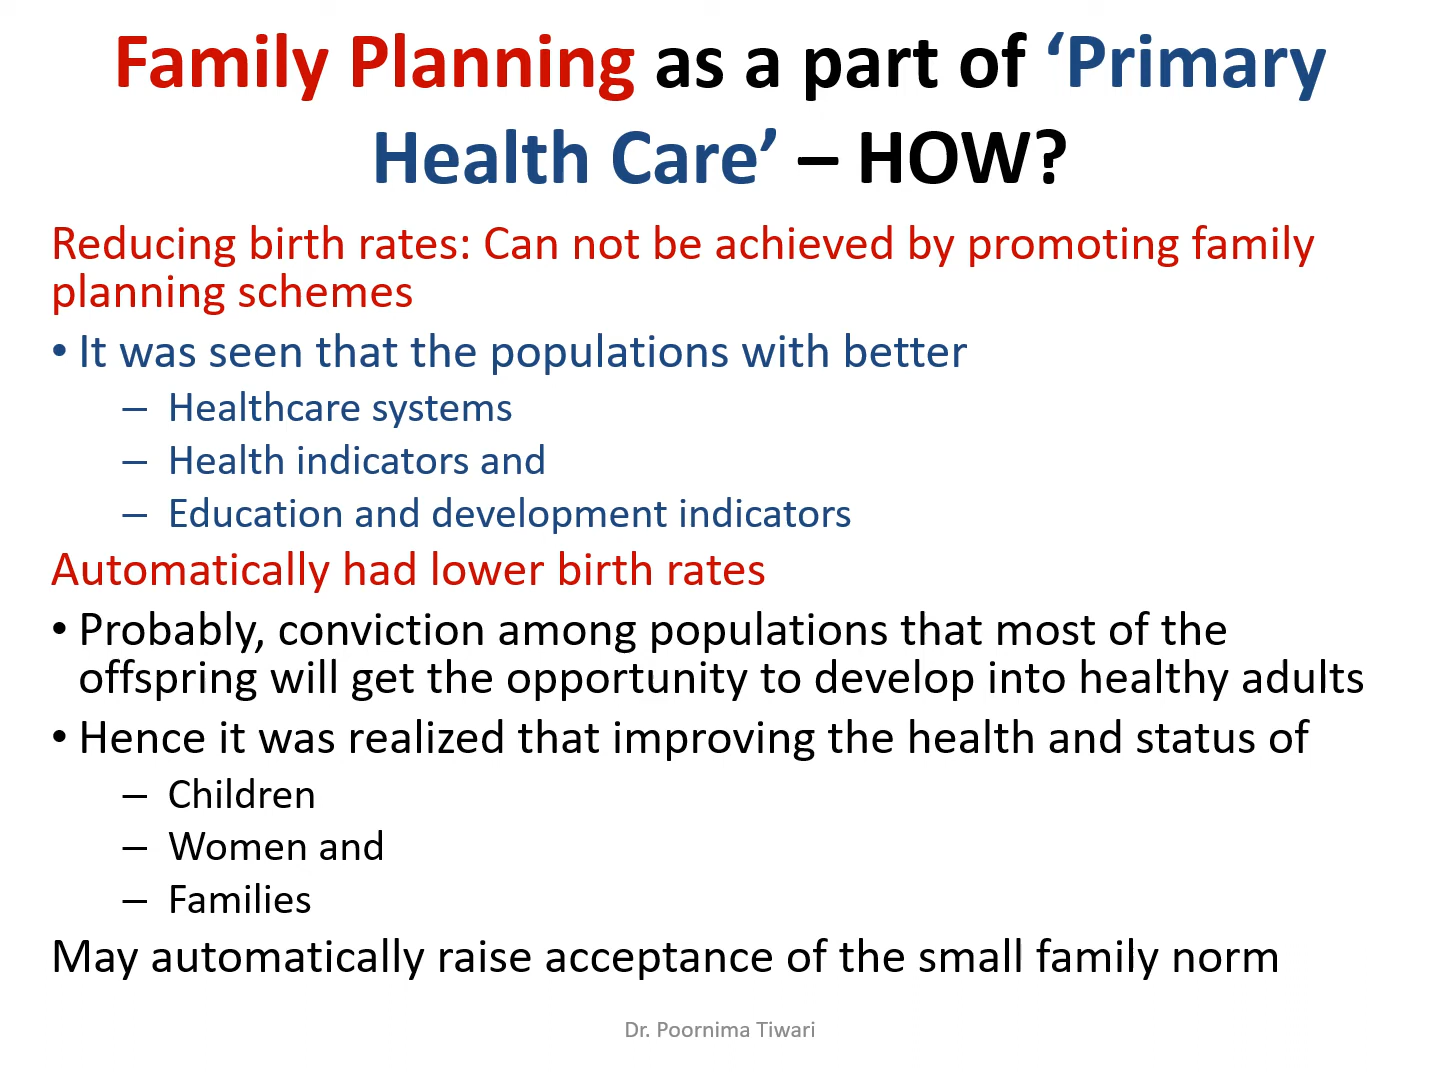 Family Planning as a part of ‘Primary
Health Care’ – HOW?
Reducing birth rates: Can not be achieved by promoting family
planning schemes
• It was seen that the populations with better
– Healthcare systems
– Health indicators and
– Education and development indicators
Automatically had lower birth rates
• Probably, conviction among populations that most of the
offspring will get the opportunity to develop into healthy adults
• Hence it was realized that improving the health and status of
– Children
– Women and
– Families
May automatically raise acceptance of the small family norm
Dr. Poornima Tiwari